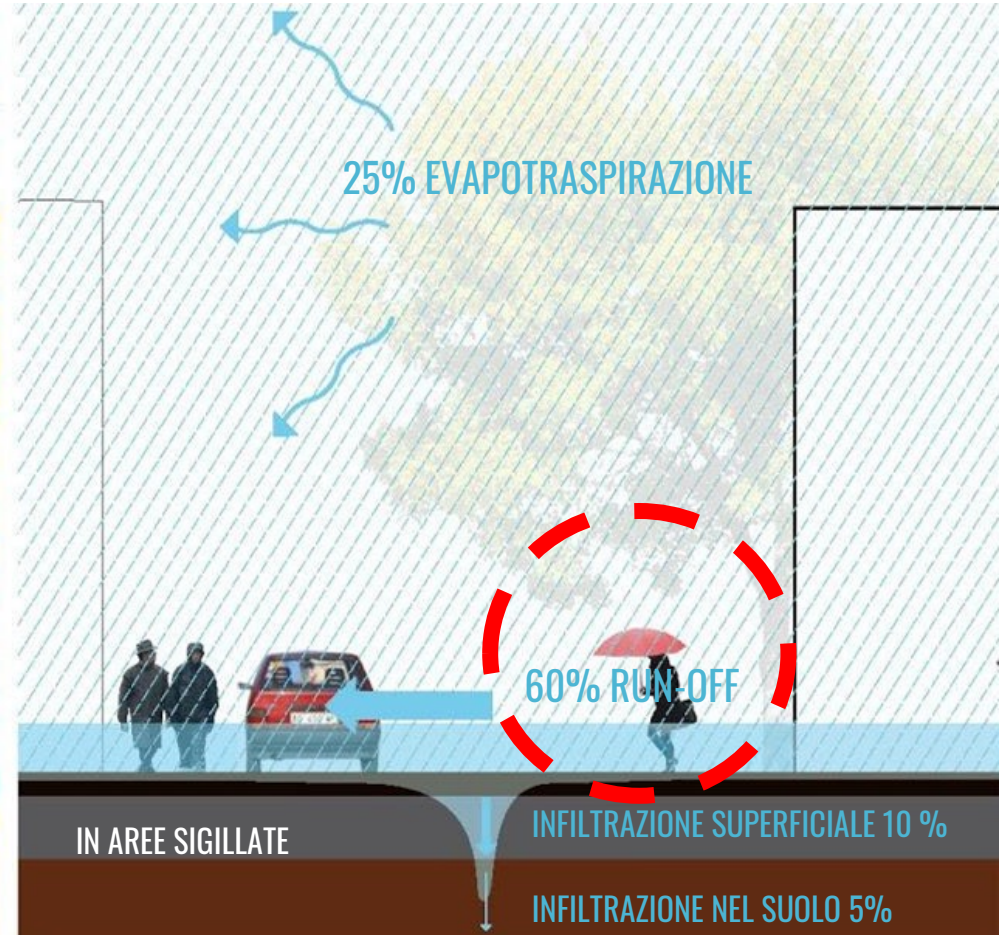 25% EVAPOTRASPIRAZIONE
60% RUN-OFF
INFILTRAZIONE SUPERFICIALE 10 %
IN AREE SIGILLATE
INFILTRAZIONE NEL SUOLO 5%